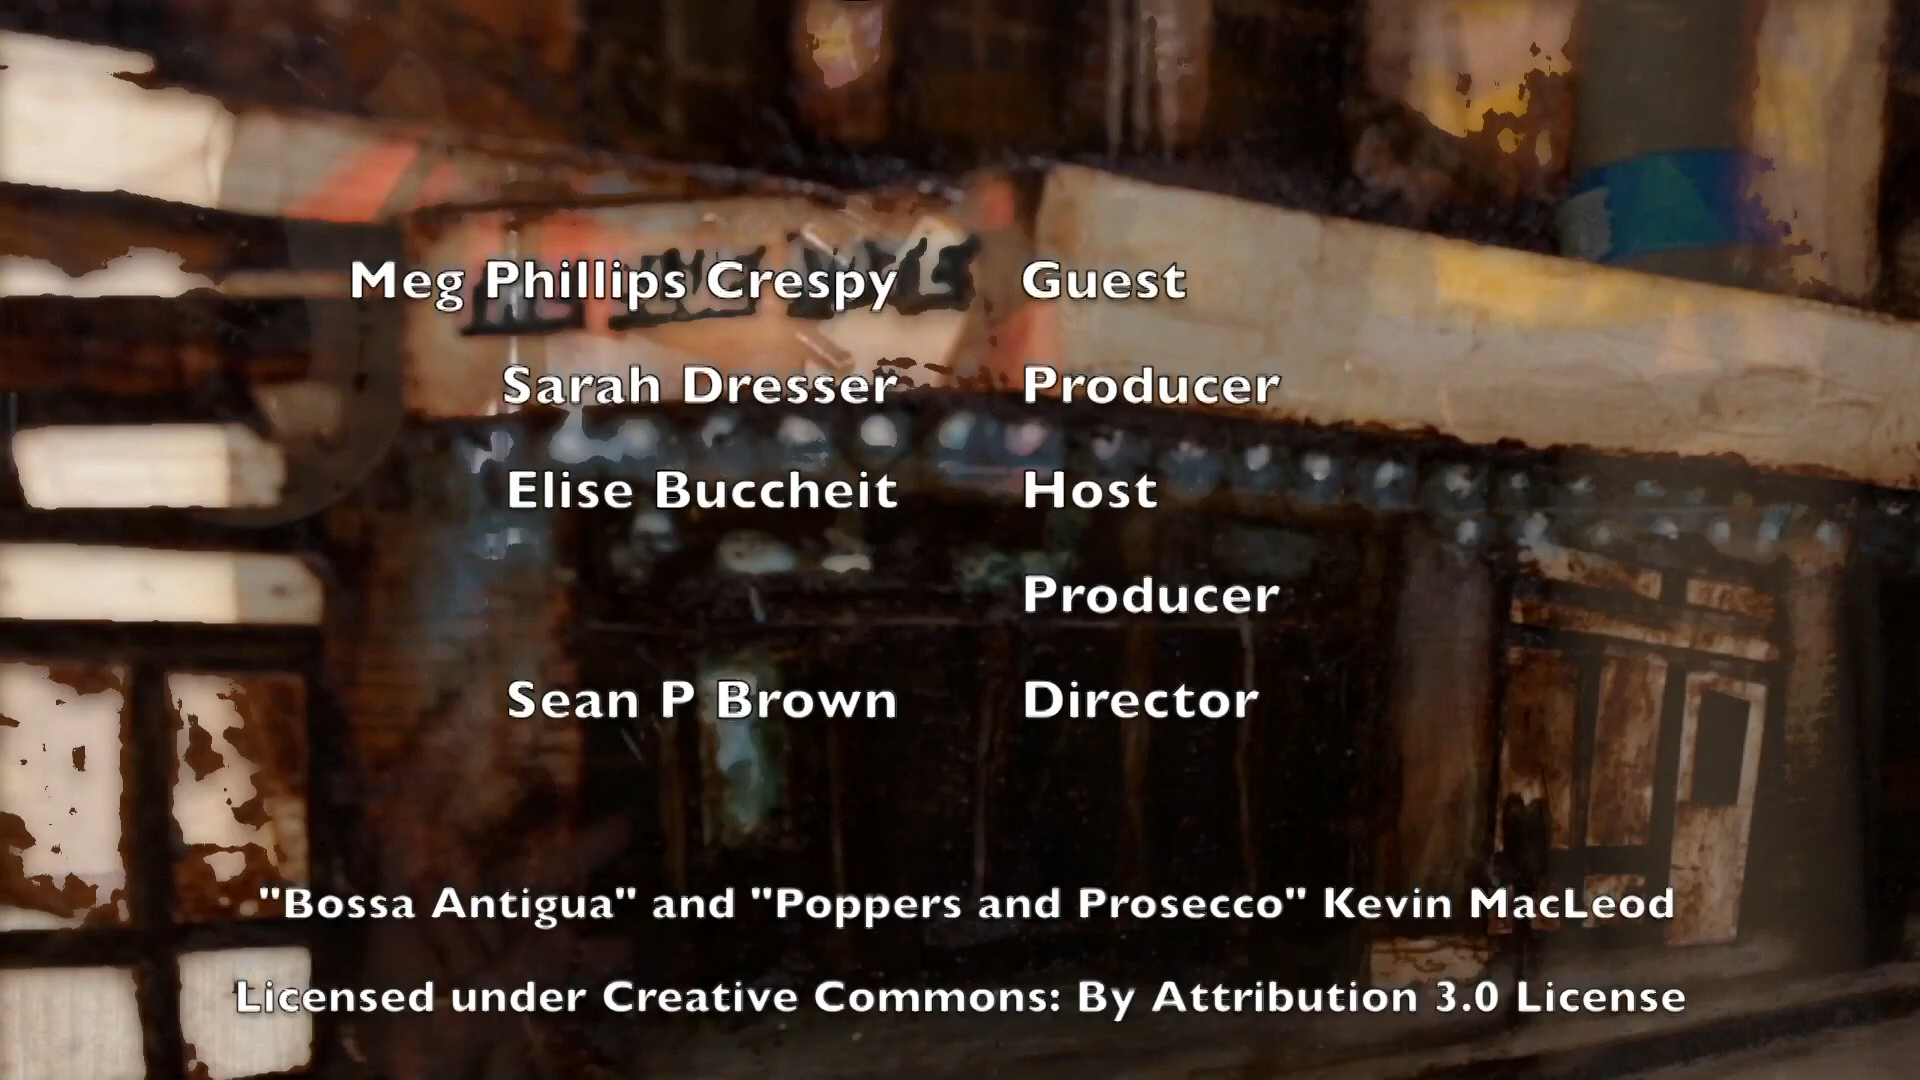 Meg Phillips Crespy Guest
Sarah Dresser Producer
Elise Buccheit Host
Producer
Sean P Brown Director
"Bossa Antigua" and "Poppers and Prosecco" Kevin MacLeod
Licensed under Creative Commons: By Attribution 3.0 License